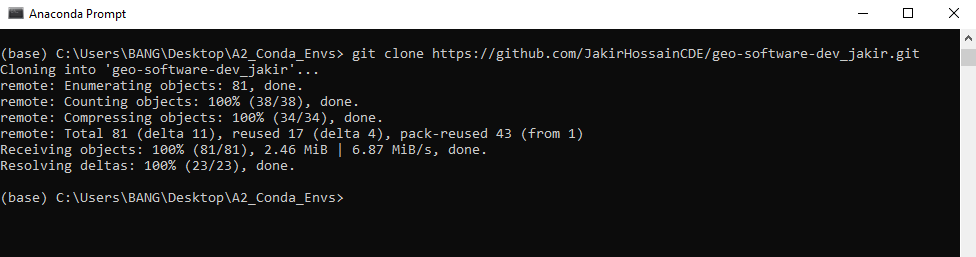 Anaconda Prompt
(base) C:\Users\BANG\Desktop\A2_Conda_Envs> git clone https://github.com/JakirHossainCDE/geo-software-dev_jakir.git
Cloning into 'geo-software-dev_jakir'...
remote: Enumerating objects: 81, done.
remote: Counting objects: 100% (38/38), done.
remote: Compressing objects: 100% (34/34), done.
remote: Total 81 (delta 11), reused 17 (delta 4), pack-reused 43 (from 1)
Receiving objects: 100% (81/81), 2.46 MiB | 6.87 MiB/s, done.
Resolving deltas: 100% (23/23), done.
(base) C:\Users\BANG\Desktop\A2_Conda_Envs>